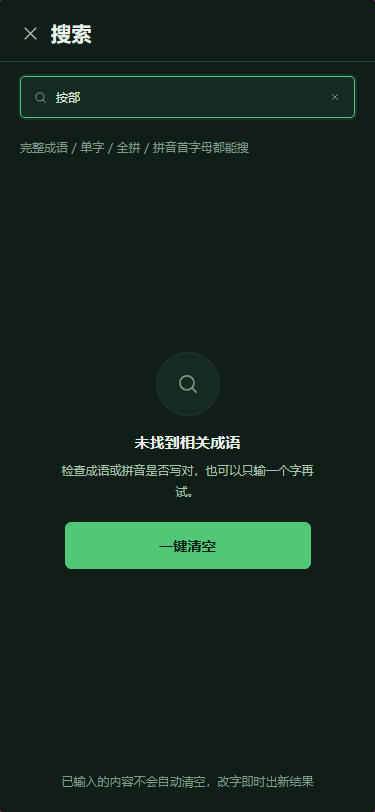 搜索
按部
完整成语 / 单字 / 全拼 / 拼音首字母都能搜
未找到相关成语
检查成语或拼音是否写对，也可以只输一个字再
试。
一键清空
已输入的内容不会自动清空，改字即时出新结果